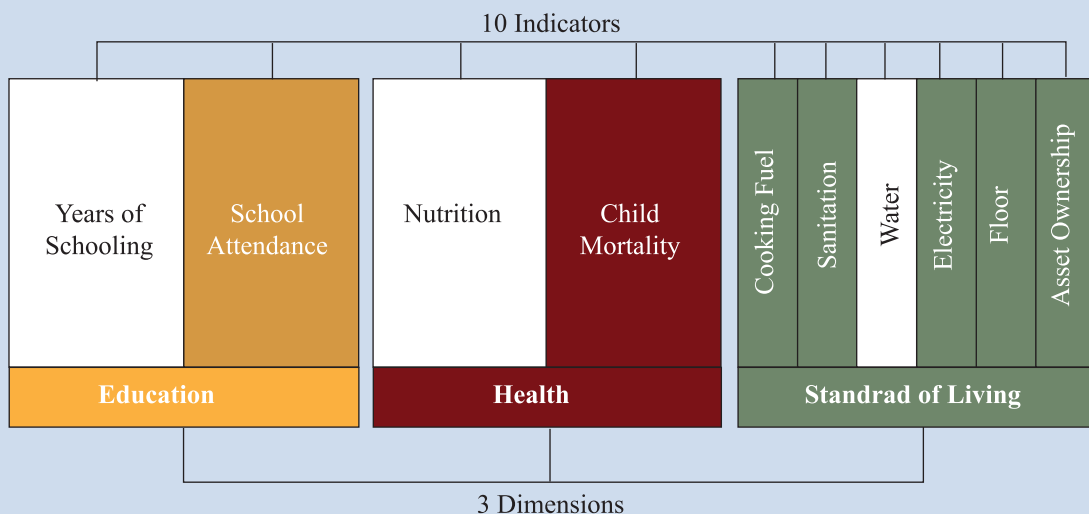 10 Indicators
Years of
Schooling
School
Attendance
Nutrition
Child
Mortality
Cooking Fuel
Sanitation
Water
Electricity
Floor
Asset Ownership
Education
Health
Standrad of Living
3 Dimensions